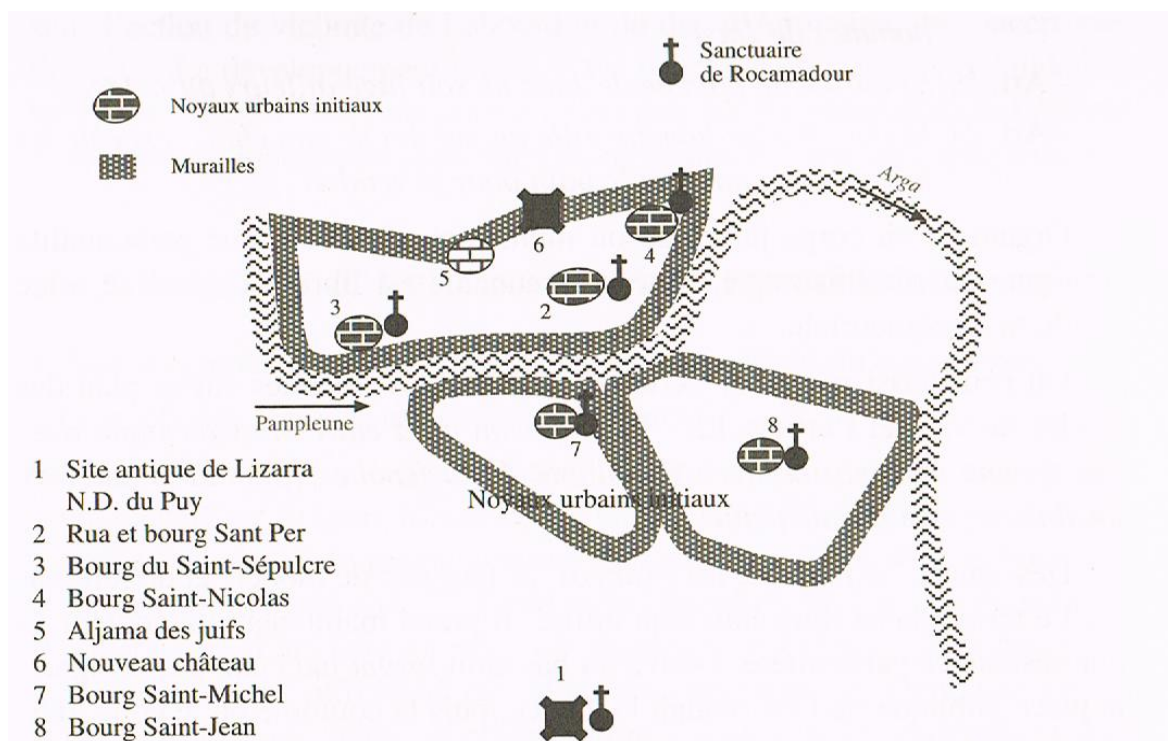 Sanctuaire
de Rocamadour
Noyaux urbains initiaux
Murailles
Arga
6
4
5
2
3
Pampleune
7
8
Noyaux urbains initiaux
1 Site antique de Lizarra
N.D. du Puy
2 Rua et bourg Sant Per
3 Bourg du Saint-Sépulcre
4 Bourg Saint-Nicolas
5 Aljama des juifs
6 Nouveau château
7 Bourg Saint-Michel
8 Bourg Saint-Jean
1